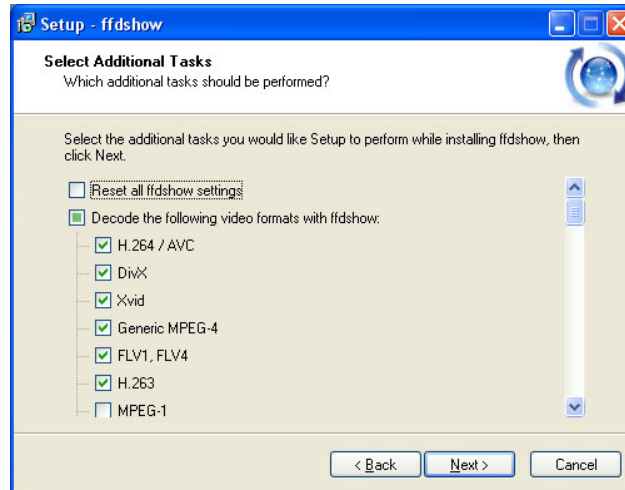 Setup - ffdshow
Select Additional Tasks
Which additional tasks should be performed?
Select the additional tasks you would like Setup to perform while installing ffdshow, then
click Next.
Reset all ffdshow settings
Decode the following video formats with ffdshow:
H.264 / AVC
DivX
Xvid
Generic MPEG-4
FLV1, FLV4
H.263
MPEG-1
< Back
Next >
Cancel